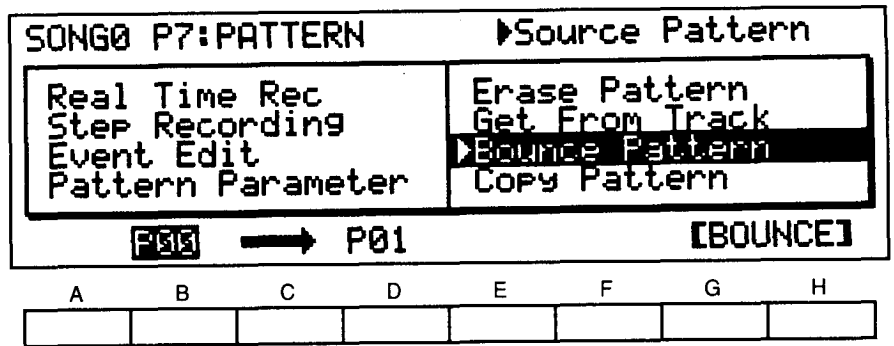 SONG0 P7:PATTERN ▶Source Pattern
Real Time Rec
Step Recording
Event Edit
Pattern Parameter
Erase Pattern
Get From Track
▶Bounce Pattern
Copy Pattern
P00 → P01 [BOUNCE]
A B C D E F G H